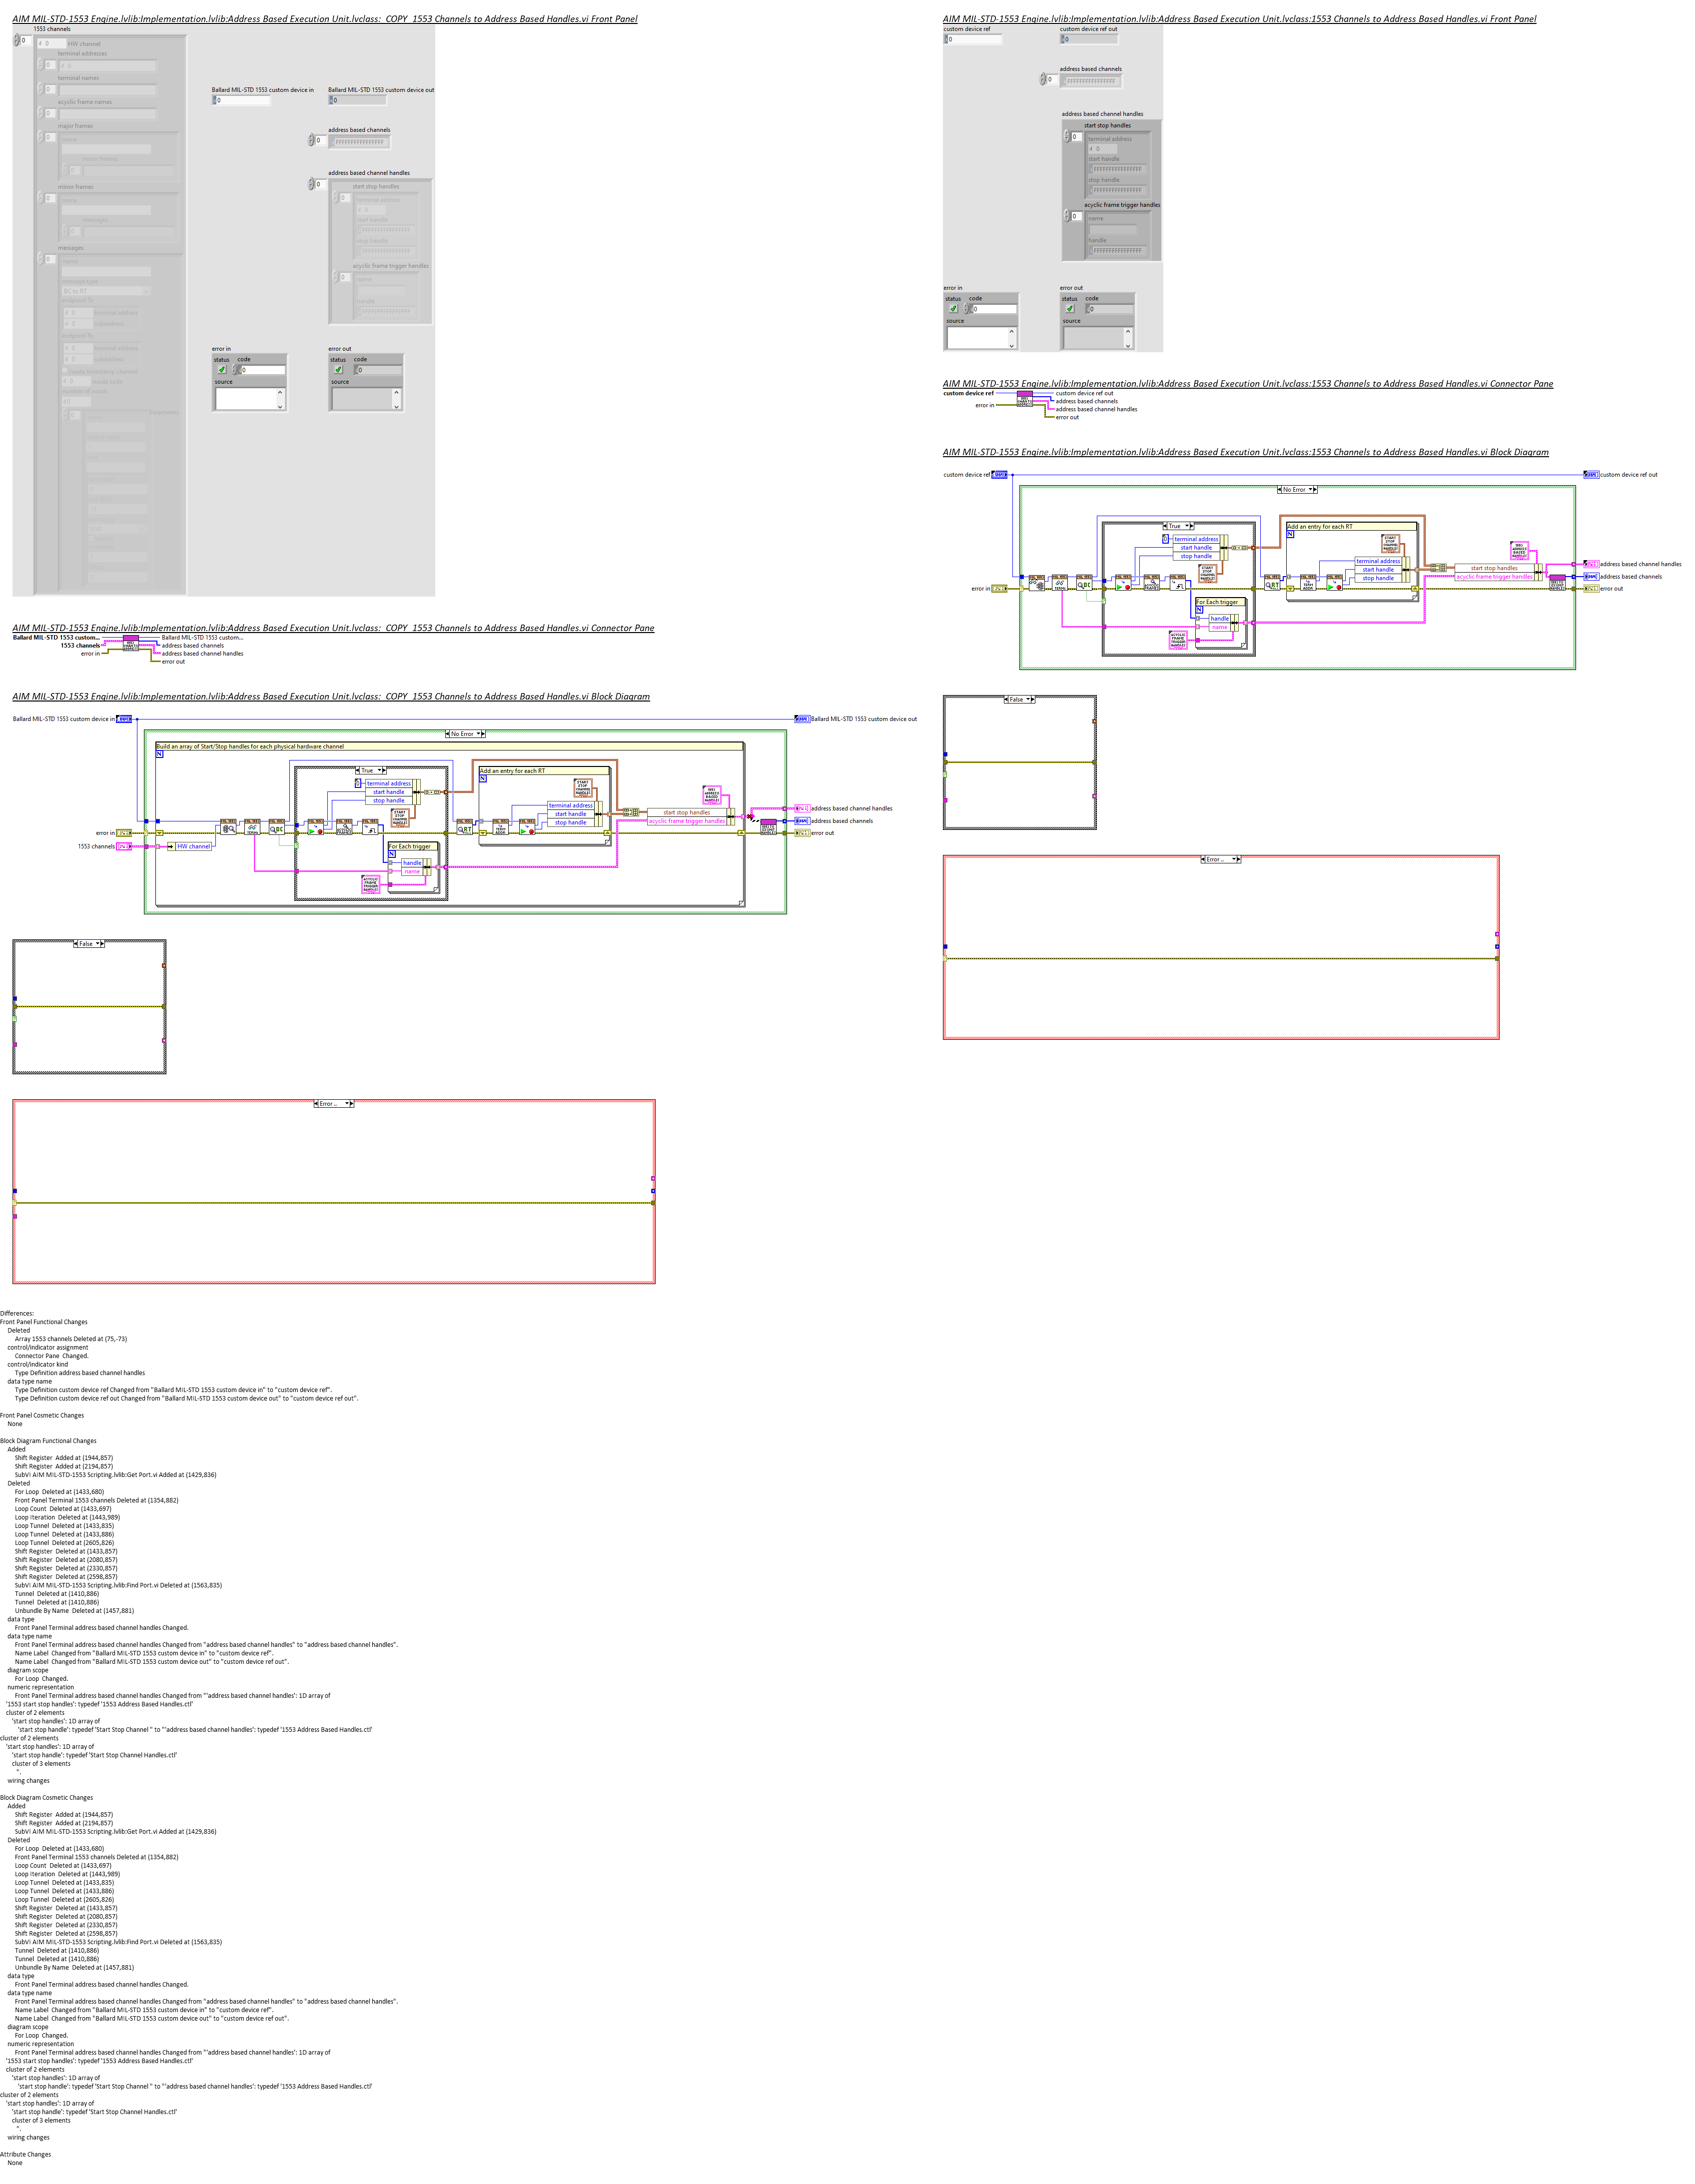 AIM MIL-STD-1553 Engine.lvlib:Implementation.lvlib:Address Based Execution Unit.lvclass:_COPY_1553 Channels to Address Based Handles.vi Front Panel
1553 channels
HW channel
terminal addresses
terminal names
acyclic frame names
major frames
name
minor frames
minor frames
name
messages
messages
name
message type
BC to RT
terminal address
subaddress
terminal address
subaddress
mode code
Ballard MIL-STD 1553 custom device in
Ballard MIL-STD 1553 custom device out
address based channels
FFFFFFFFFFFFFFFF
address based channel handles
start stop handles
terminal address
start handle
FFFFFFFFFFFFFFFF
stop handle
FFFFFFFFFFFFFFFF
acyclic frame trigger handles
name
handle
FFFFFFFFFFFFFFFF
error in
status code
source
error out
status code
source
AIM MIL-STD-1553 Engine.lvlib:Implementation.lvlib:Address Based Execution Unit.lvclass:_COPY_1553 Channels to Address Based Handles.vi Connector Pane
Ballard MIL-STD 1553 custom...
1553 channels
error in
Ballard MIL-STD 1553 custom...
address based channels
address based channel handles
error out
AIM MIL-STD-1553 Engine.lvlib:Implementation.lvlib:Address Based Execution Unit.lvclass:_COPY_1553 Channels to Address Based Handles.vi Block Diagram
Ballard MIL-STD 1553 custom device in
Ballard MIL-STD 1553 custom device out
No Error
Build an array of Start/Stop handles for each physical hardware channel
True
terminal address
start handle
stop handle
Add an entry for each RT
terminal address
start handle
stop handle
start stop handles
acyclic frame trigger handles
address based channel handles
address based channels
error out
error in
1553 channels
HW channel
For Each trigger
handle
name
False
Error
AIM MIL-STD-1553 Engine.lvlib:Implementation.lvlib:Address Based Execution Unit.lvclass:1553 Channels to Address Based Handles.vi Front Panel
custom device ref
custom device ref out
address based channels
FFFFFFFFFFFFFFFF
address based channel handles
start stop handles
terminal address
start handle
FFFFFFFFFFFFFFFF
stop handle
FFFFFFFFFFFFFFFF
acyclic frame trigger handles
name
handle
FFFFFFFFFFFFFFFF
error in
status code
source
error out
status code
source
AIM MIL-STD-1553 Engine.lvlib:Implementation.lvlib:Address Based Execution Unit.lvclass:1553 Channels to Address Based Handles.vi Connector Pane
custom device ref
error in
custom device ref out
address based channels
address based channel handles
error out
AIM MIL-STD-1553 Engine.lvlib:Implementation.lvlib:Address Based Execution Unit.lvclass:1553 Channels to Address Based Handles.vi Block Diagram
custom device ref
custom device ref out
No Error
True
terminal address
start handle
stop handle
Add an entry for each RT
terminal address
start handle
stop handle
start stop handles
acyclic frame trigger handles
address based channel handles
address based channels
error out
error in
For Each trigger
handle
name
False
Error
Differences:
Front Panel Functional Changes
Deleted
Array 1553 channels Deleted at (75,-73)
control/indicator assignment
Connector Pane Changed.
control/indicator kind
Type Definition address based channel handles
data type name
Type Definition custom device ref Changed from "Ballard MIL-STD 1553 custom device in" to "custom device ref".
Type Definition custom device ref out Changed from "Ballard MIL-STD 1553 custom device out" to "custom device ref out".
Front Panel Cosmetic Changes
None
Block Diagram Functional Changes
Added
Shift Register Added at (1944,857)
Shift Register Added at (2194,857)
SubVI AIM MIL-STD-1553 Scripting.lvlib:Get Port.vi Added at (1429,836)
Deleted
For Loop Deleted at (1433,680)
Front Panel Terminal 1553 channels Deleted at (1354,882)
Loop Count Deleted at (1433,697)
Loop Iteration Deleted at (1443,989)
Loop Tunnel Deleted at (1433,835)
Loop Tunnel Deleted at (1433,886)
Loop Tunnel Deleted at (2605,826)
Shift Register Deleted at (1433,857)
Shift Register Deleted at (2080,857)
Shift Register Deleted at (2330,857)
Shift Register Deleted at (2598,857)
SubVI AIM MIL-STD-1553 Scripting.lvlib:Find Port.vi Deleted at (1563,835)
Tunnel Deleted at (1410,886)
Tunnel Deleted at (1410,886)
Unbundle By Name Deleted at (1457,881)
data type
Front Panel Terminal address based channel handles Changed.
data type name
Front Panel Terminal address based channel handles Changed from "address based channel handles" to "address based channel handles".
Name Label Changed from "Ballard MIL-STD 1553 custom device in" to "custom device ref".
Name Label Changed from "Ballard MIL-STD 1553 custom device out" to "custom device ref out".
diagram scope
For Loop Changed.
numeric representation
Front Panel Terminal address based channel handles Changed from "'address based channel handles': 1D array of
'1553 start stop handles': typedef '1553 Address Based Handles.ctl'
cluster of 2 elements
'start stop handles': 1D array of
'start stop handle': typedef 'Start Stop Channel " to "'address based channel handles': typedef '1553 Address Based Handles.ctl'
cluster of 2 elements
'start stop handles': 1D array of
'start stop handle': typedef 'Start Stop Channel Handles.ctl'
cluster of 3 elements
".
wiring changes
Block Diagram Cosmetic Changes
Added
Shift Register Added at (1944,857)
Shift Register Added at (2194,857)
SubVI AIM MIL-STD-1553 Scripting.lvlib:Get Port.vi Added at (1429,836)
Deleted
For Loop Deleted at (1433,680)
Front Panel Terminal 1553 channels Deleted at (1354,882)
Loop Count Deleted at (1433,697)
Loop Iteration Deleted at (1443,989)
Loop Tunnel Deleted at (1433,835)
Loop Tunnel Deleted at (1433,886)
Loop Tunnel Deleted at (2605,826)
Shift Register Deleted at (1433,857)
Shift Register Deleted at (2080,857)
Shift Register Deleted at (2330,857)
Shift Register Deleted at (2598,857)
SubVI AIM MIL-STD-1553 Scripting.lvlib:Find Port.vi Deleted at (1563,835)
Tunnel Deleted at (1410,886)
Tunnel Deleted at (1410,886)
Unbundle By Name Deleted at (1457,881)
data type
Front Panel Terminal address based channel handles Changed.
data type name
Front Panel Terminal address based channel handles Changed from "address based channel handles" to "address based channel handles".
Name Label Changed from "Ballard MIL-STD 1553 custom device in" to "custom device ref".
Name Label Changed from "Ballard MIL-STD 1553 custom device out" to "custom device ref out".
diagram scope
For Loop Changed.
numeric representation
Front Panel Terminal address based channel handles Changed from "'address based channel handles': 1D array of
'1553 start stop handles': typedef '1553 Address Based Handles.ctl'
cluster of 2 elements
'start stop handles': 1D array of
'start stop handle': typedef 'Start Stop Channel " to "'address based channel handles': typedef '1553 Address Based Handles.ctl'
cluster of 2 elements
'start stop handles': 1D array of
'start stop handle': typedef 'Start Stop Channel Handles.ctl'
cluster of 3 elements
".
wiring changes
Attribute Changes
None